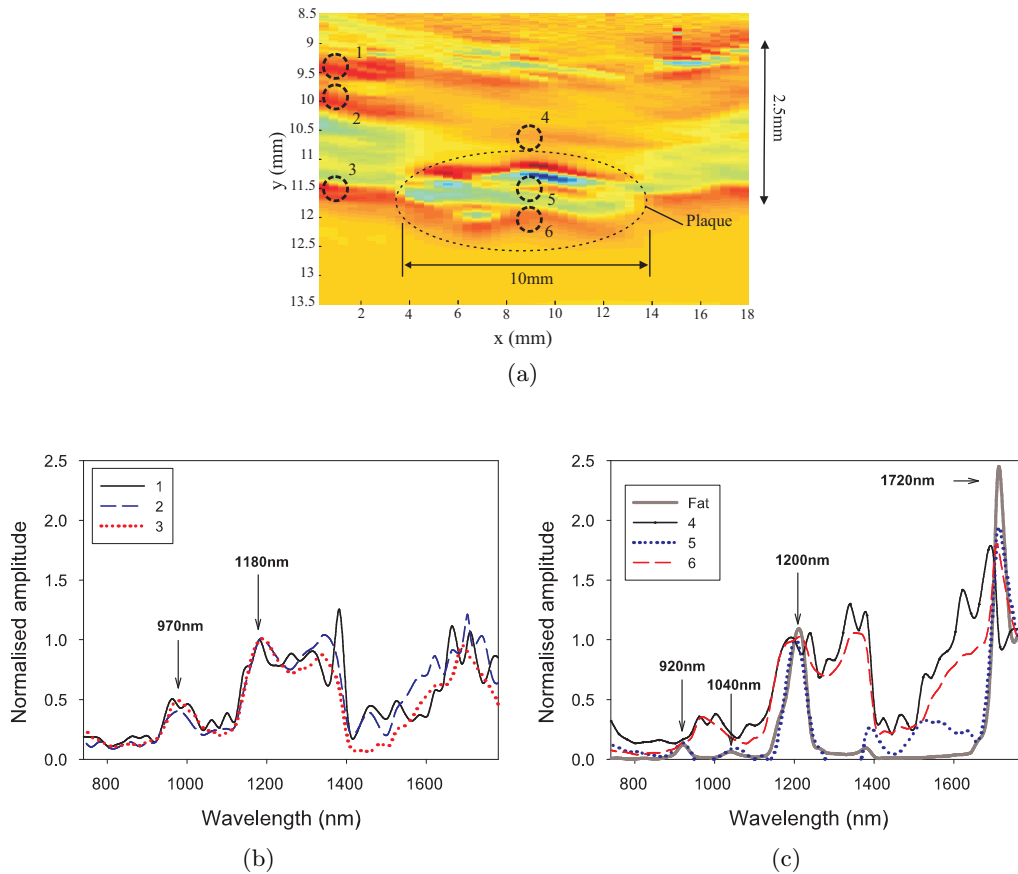 8.5
9
9.5
10
10.5
11
11.5
12
12.5
13
13.5
y (mm)
1
2
3
4
5
6
Plaque
2.5mm
10mm
2 4 6 8 10 12 14 16 18
x (mm)
(a)
2.5
2.0
1.5
1.0
0.5
0.0
Normalised amplitude
1
2
3
970nm
1180nm
800 1000 1200 1400 1600
Wavelength (nm)
(b)
2.5
2.0
1.5
1.0
0.5
0.0
Normalised amplitude
Fat
4
5
6
920nm
1040nm
1200nm
1720nm
800 1000 1200 1400 1600
Wavelength (nm)
(c)